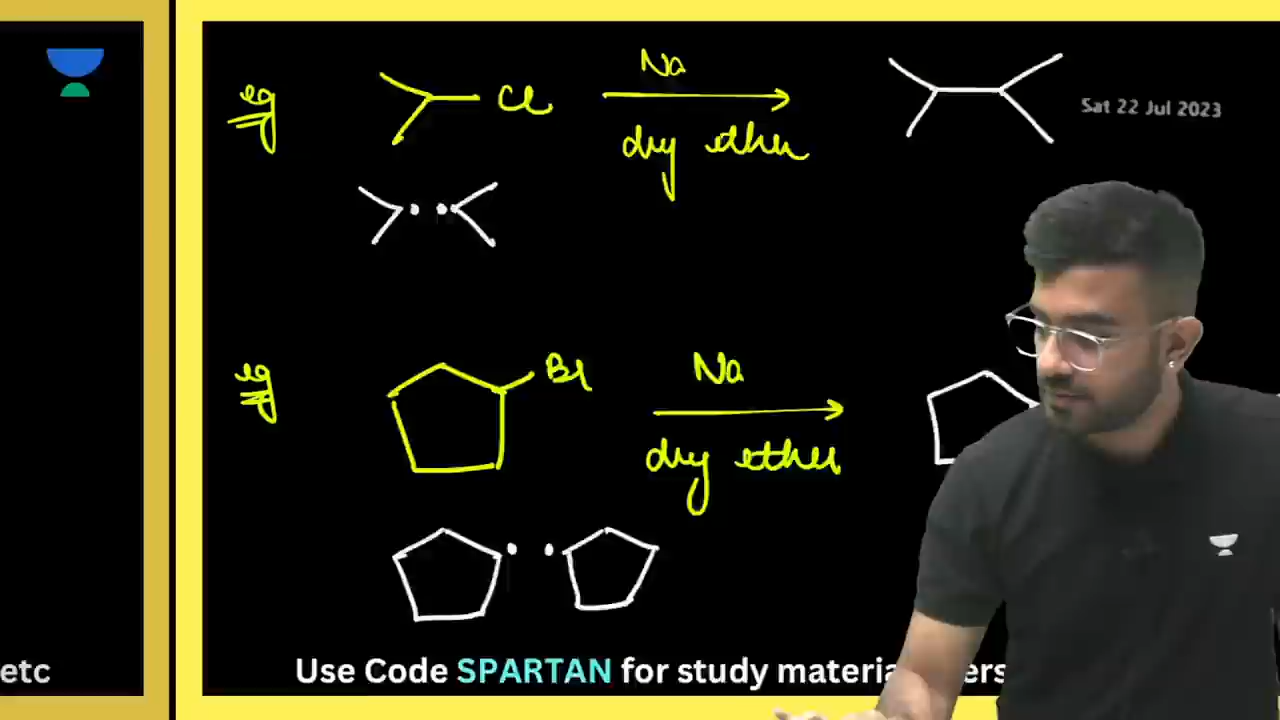 eg Cl Na
dry ether
Sat 22 Jul 2023
eg Br Na
dry ether
etc
Use Code SPARTAN for study materia ers